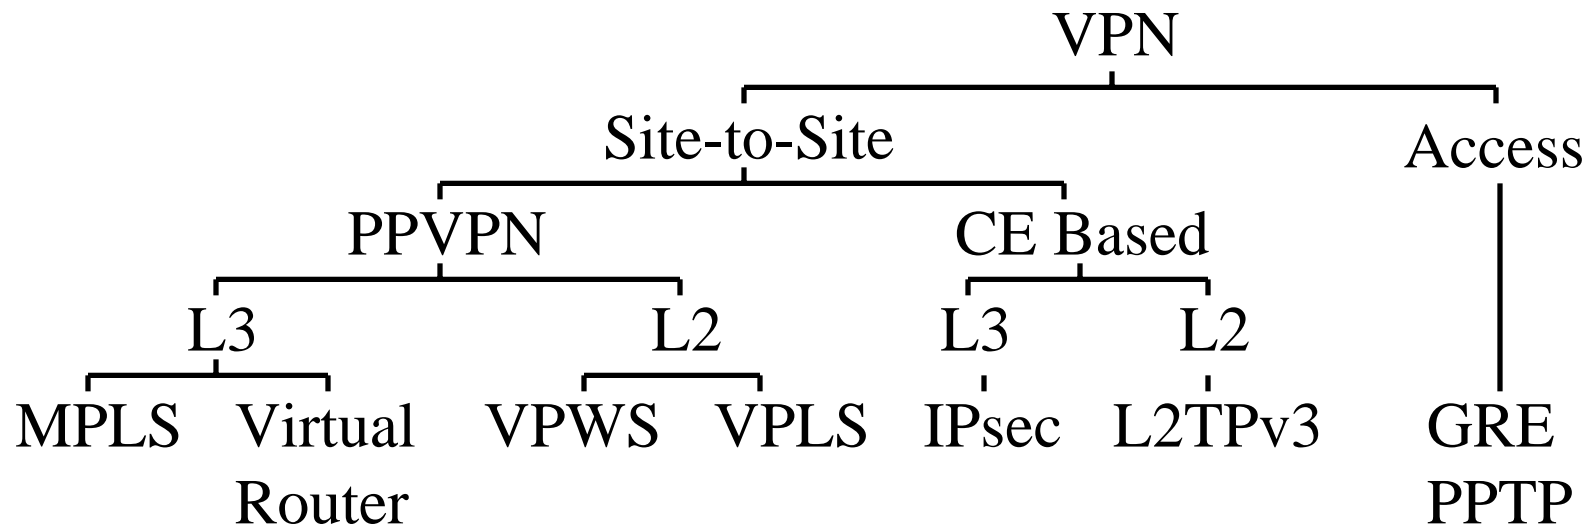 VPN
Site-to-Site
Access
PPVPN
CE Based
L3
L2
L3
L2
MPLS
Virtual
Router
VPWS
VPLS
IPsec
L2TPv3
GRE
PPTP